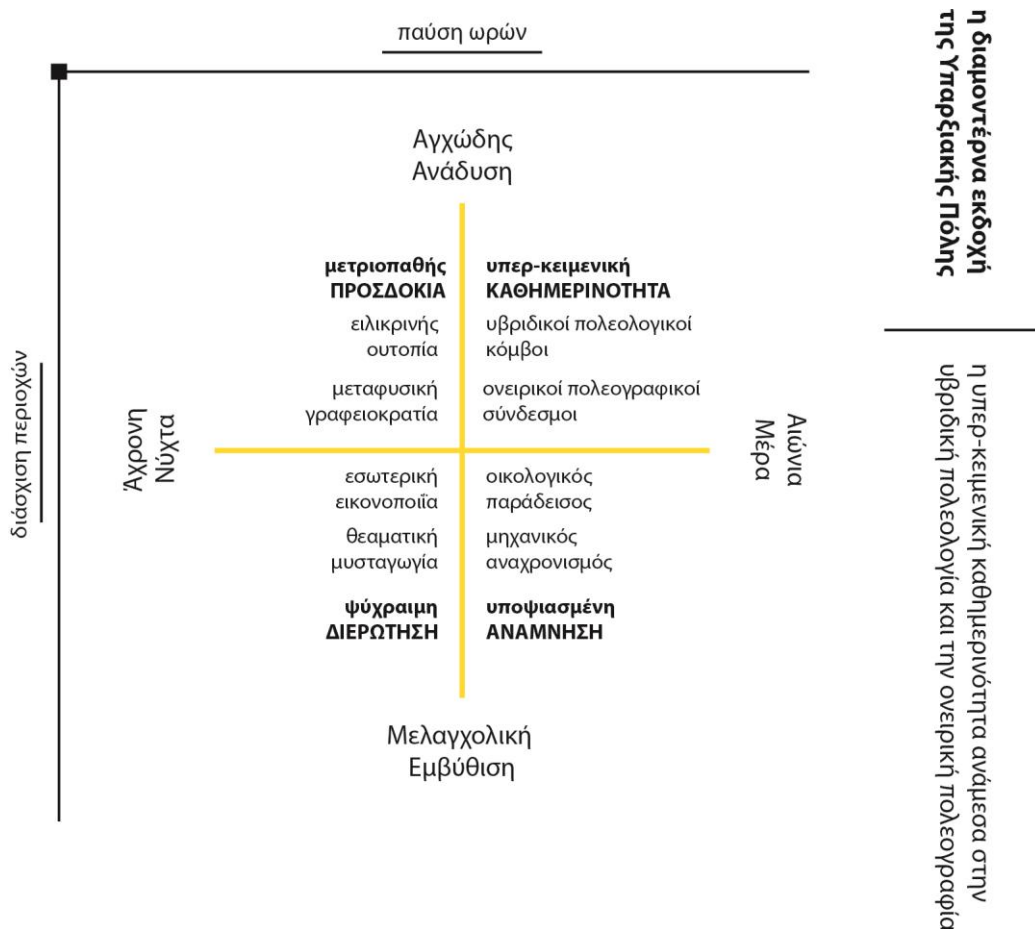 παύση ωρών
Αγχώδης
Ανάδυση
μετριοπαθής
ΠΡΟΣΔΟΚΙΑ
ειλικρινής
ουτοπία
μεταφυσική
γραφειοκρατία
υπερ-κειμενική
ΚΑΘΗΜΕΡΙΝΟΤΗΤΑ
υβριδικοί πολεολογικοί
κόμβοι
ονειρικοί πολεογραφικοί
σύνδεσμοι
διάσχιση περιοχών
Άχρονη
Νύχτα
Αιώνια
Μέρα
εσωτερική
εικονοποιΐα
θεαματική
μυσταγωγία
ψύχραιμη
ΔΙΕΡΩΤΗΣΗ
οικολογικός
παράδεισος
μηχανικός
αναχρονισμός
υποψιασμένη
ΑΝΑΜΝΗΣΗ
Μελαγχολική
Εμβύθιση
η διαμοντέρνα εκδοχή
της Υπαρξιακής Πόλης
η υπερ-κειμενική καθημερινότητα ανάμεσα στην
υβριδική πολεολογία και την ονειρική πολεογραφία